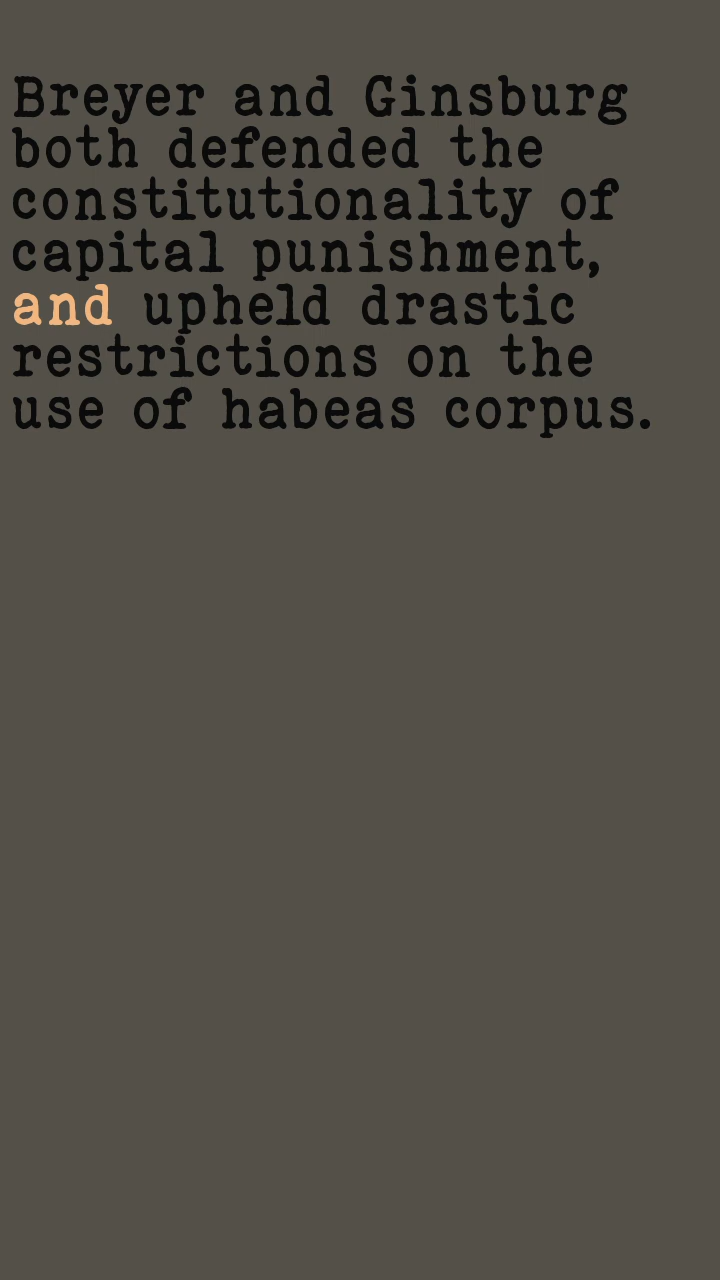 Breyer and Ginsburg
both defended the
constitutionality of
capital punishment,
and upheld drastic
restrictions on the
use of habeas corpus.